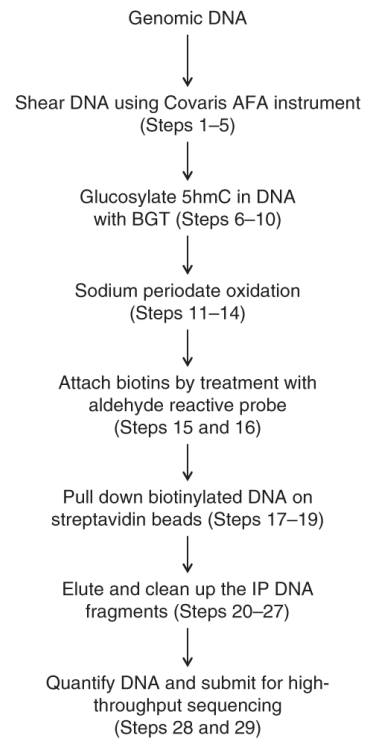 Genomic DNA
Shear DNA using Covaris AFA instrument
(Steps 1–5)
Glucosylate 5hmC in DNA
with BGT (Steps 6–10)
Sodium periodate oxidation
(Steps 11–14)
Attach biotins by treatment with
aldehyde reactive probe
(Steps 15 and 16)
Pull down biotinylated DNA on
streptavidin beads (Steps 17–19)
Elute and clean up the IP DNA
fragments (Steps 20–27)
Quantify DNA and submit for high-
throughput sequencing
(Steps 28 and 29)